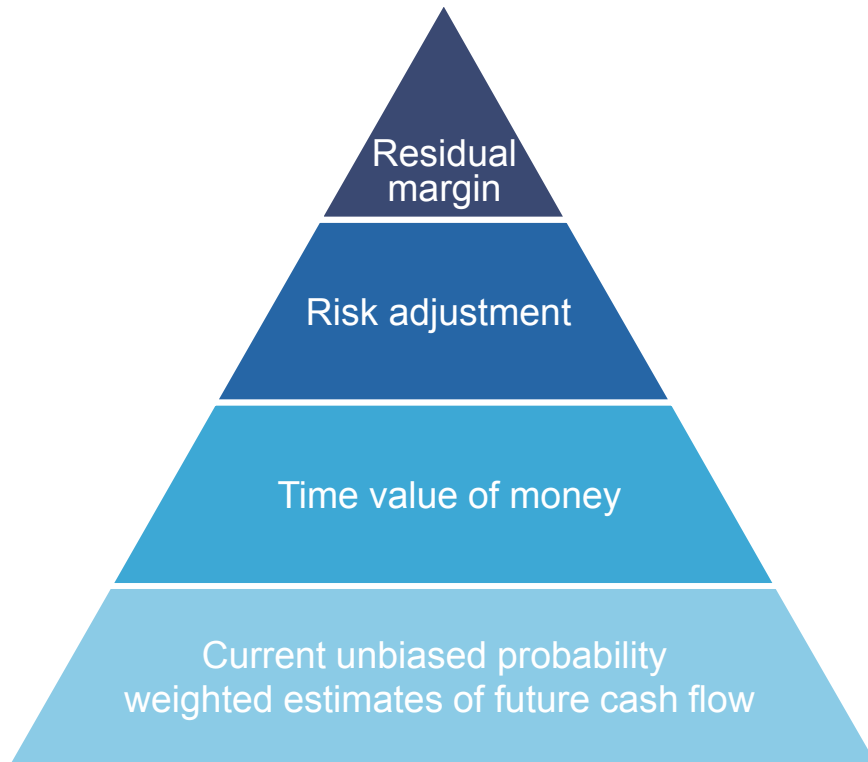 Residual
margin
Risk adjustment
Time value of money
Current unbiased probability
weighted estimates of future cash flow